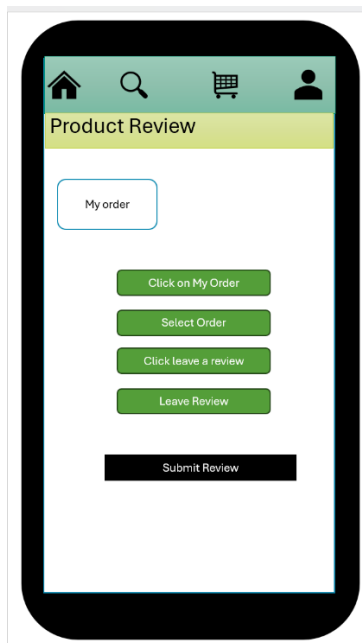 Product Review
My order
Click on My Order
Select Order
Click leave a review
Leave Review
Submit Review